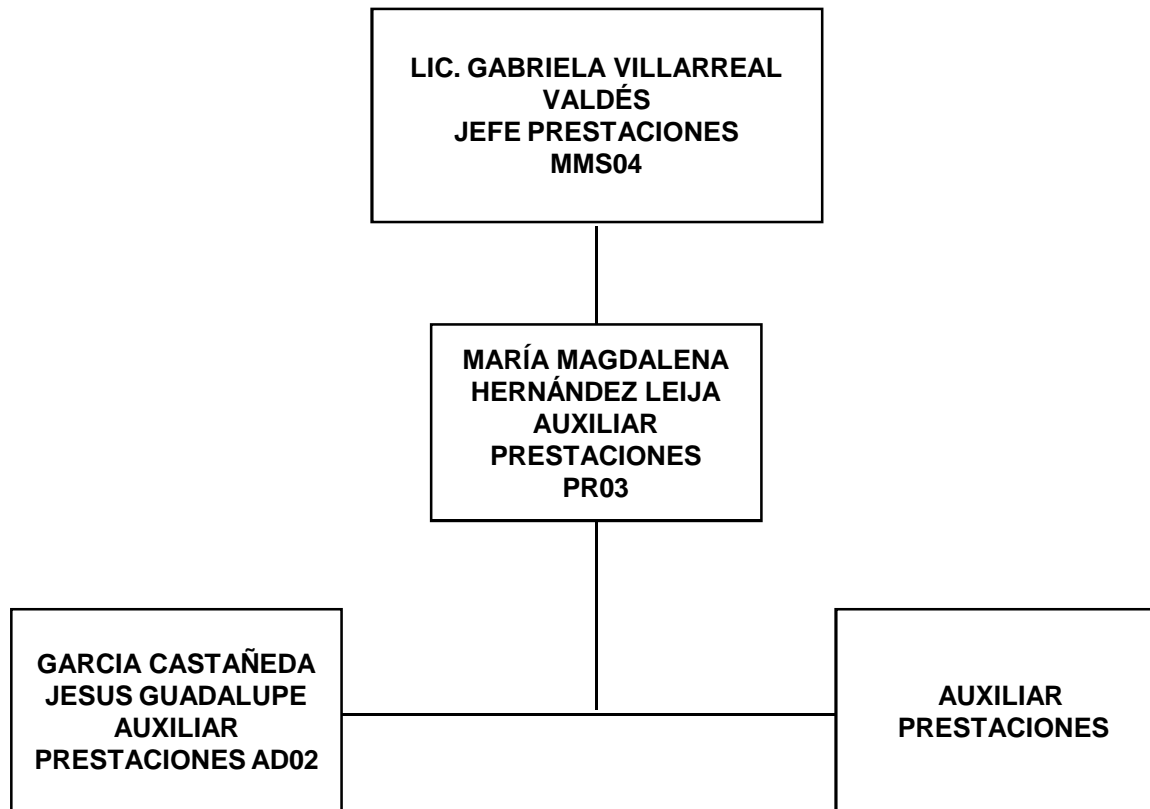 LIC. GABRIELA VILLARREAL
VALDÉS
JEFE PRESTACIONES
MMS04
MARÍA MAGDALENA
HERNÁNDEZ LEIJA
AUXILIAR
PRESTACIONES
PR03
GARCIA CASTAÑEDA
JESUS GUADALUPE
AUXILIAR
PRESTACIONES AD02
AUXILIAR
PRESTACIONES